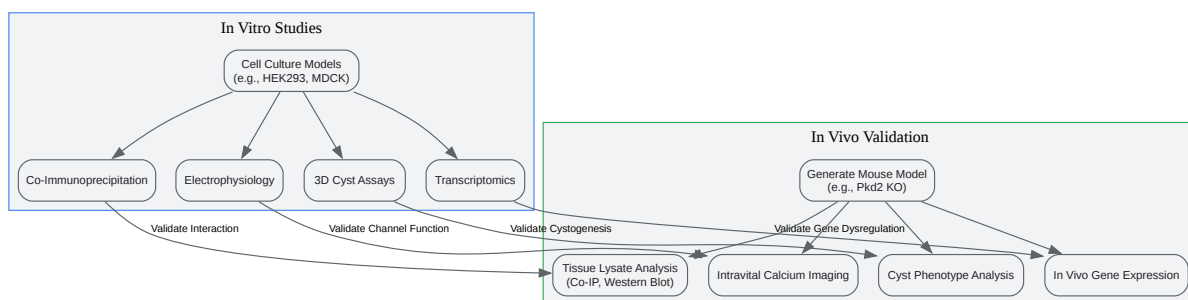 In Vitro Studies
Cell Culture Models
(e.g., HEK293, MDCK)
Co-Immunoprecipitation
Electrophysiology
3D Cyst Assays
Transcriptomics
In Vivo Validation
Generate Mouse Model
(e.g., Pkd2 KO)
Validate Interaction
Validate Channel Function
Validate Cystogenesis
Validate Gene Dysregulation
Tissue Lysate Analysis
(Co-IP, Western Blot)
Intravital Calcium Imaging
Cyst Phenotype Analysis
In Vivo Gene Expression